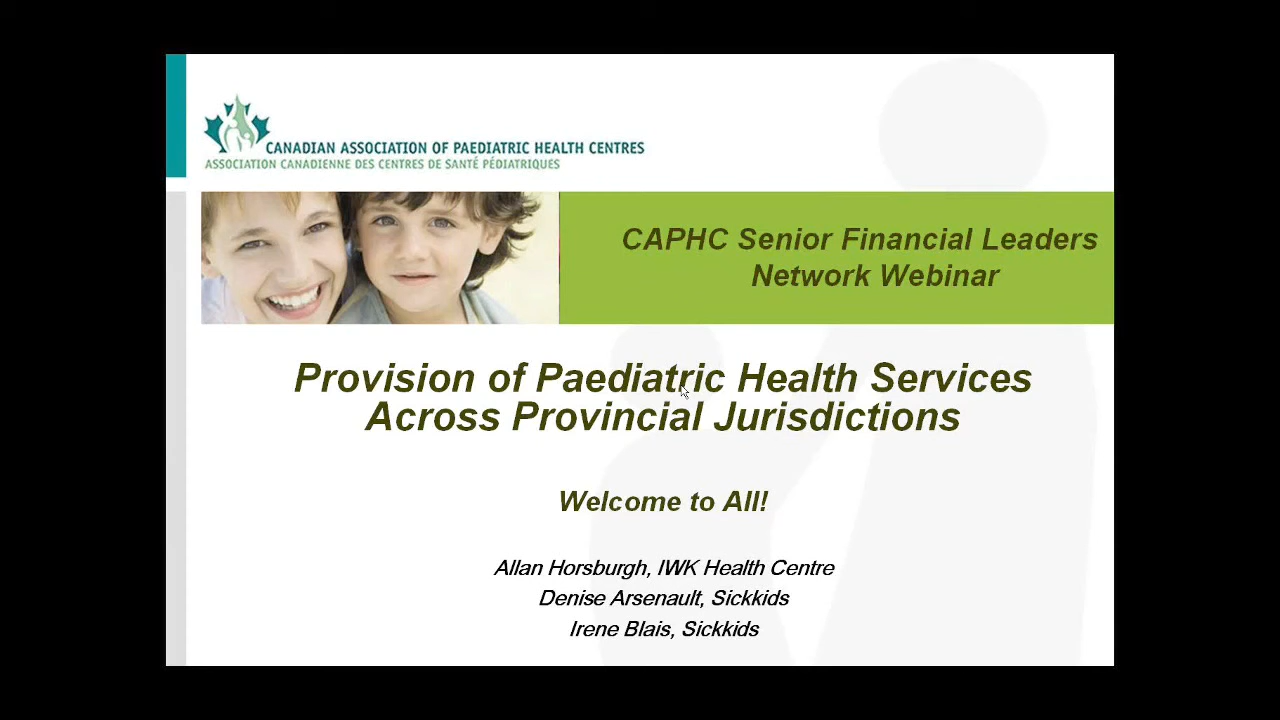 CANADIAN ASSOCIATION OF PAEDIATRIC HEALTH CENTRES
ASSOCIATION CANADIENNE DES CENTRES DE SANTÉ PÉDIATRIQUES
CAPHC Senior Financial Leaders
Network Webinar
Provision of Paediatric Health Services
Across Provincial Jurisdictions
Welcome to All!
Allan Horsburgh, IWK Health Centre
Denise Arsenault, Sickkids
Irene Blais, Sickkids